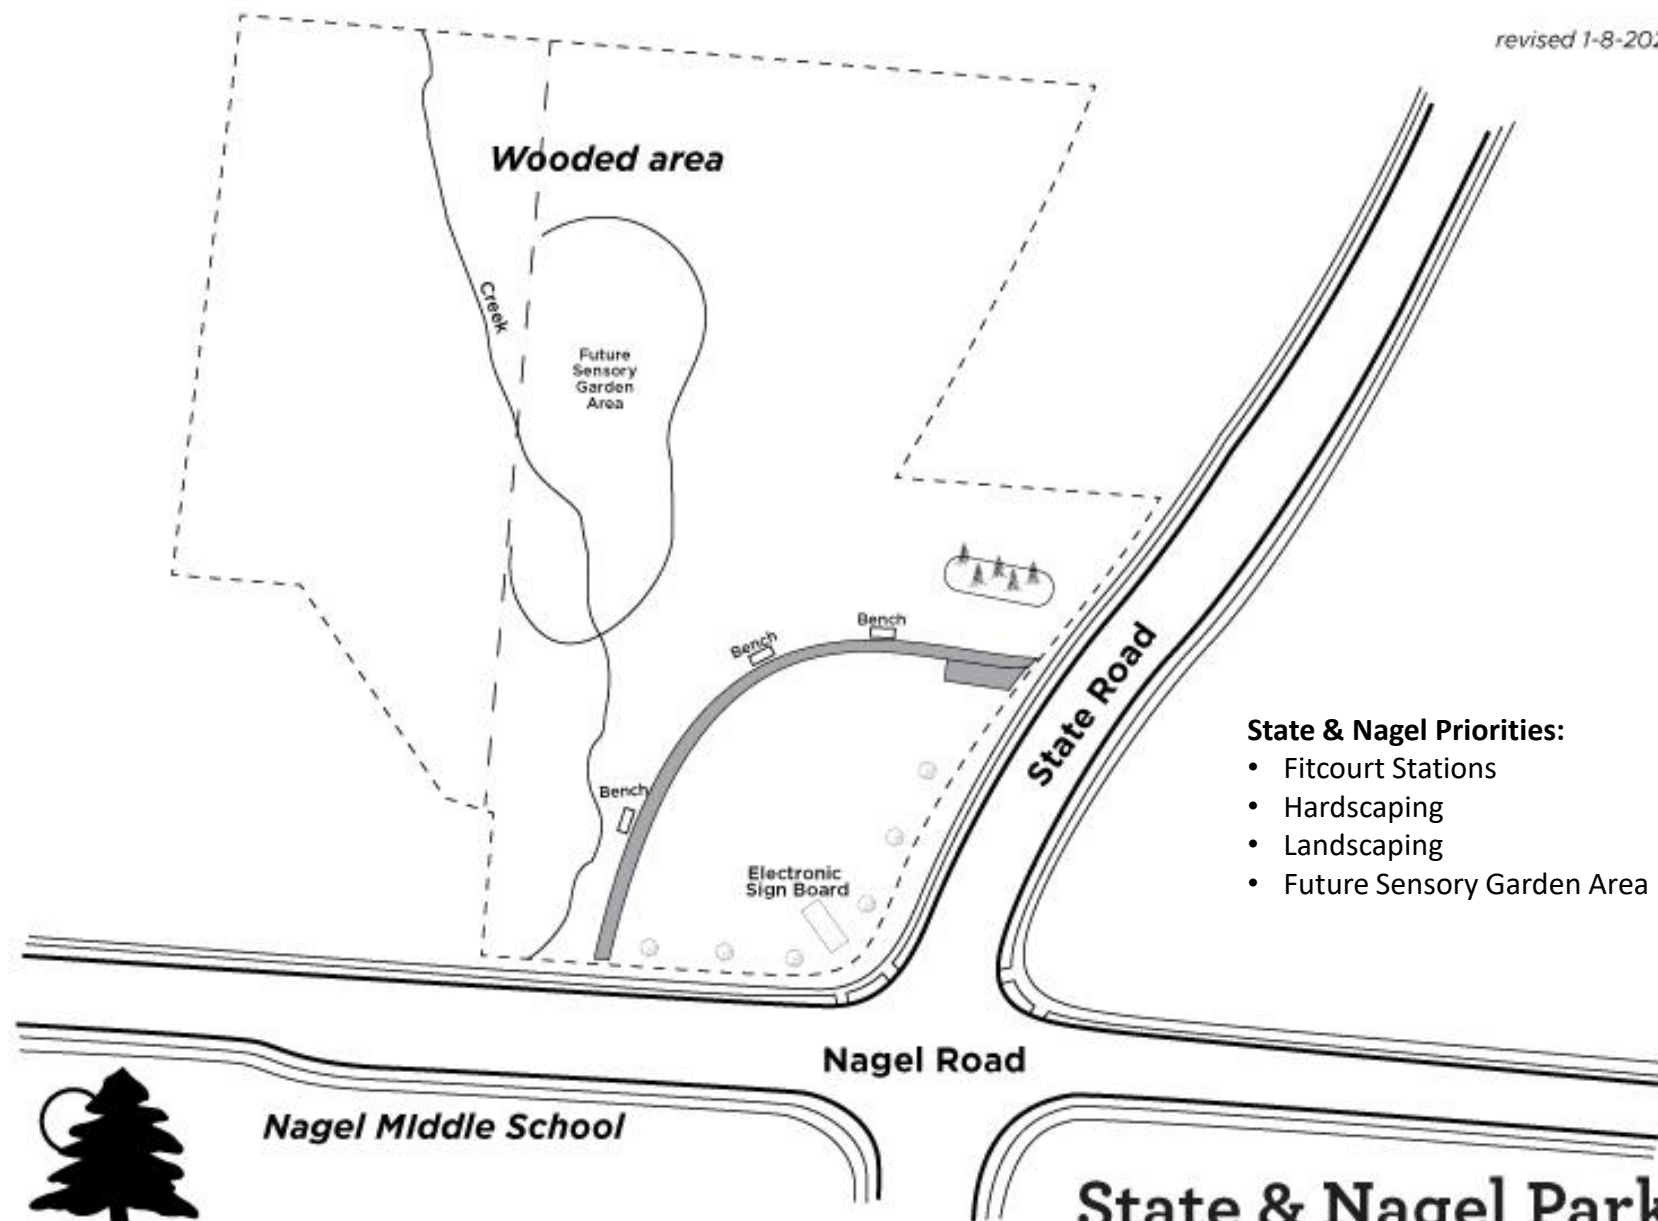 revised 1-8-202
Wooded area
Creek
Future
Sensory
Garden
Area
Bench
Bench
Bench
State Road
State & Nagel Priorities:
• Fitcourt Stations
• Hardscaping
• Landscaping
• Future Sensory Garden Area
Electronic
Sign Board
Nagel Road
Nagel MIddle School
State & Nagel Park